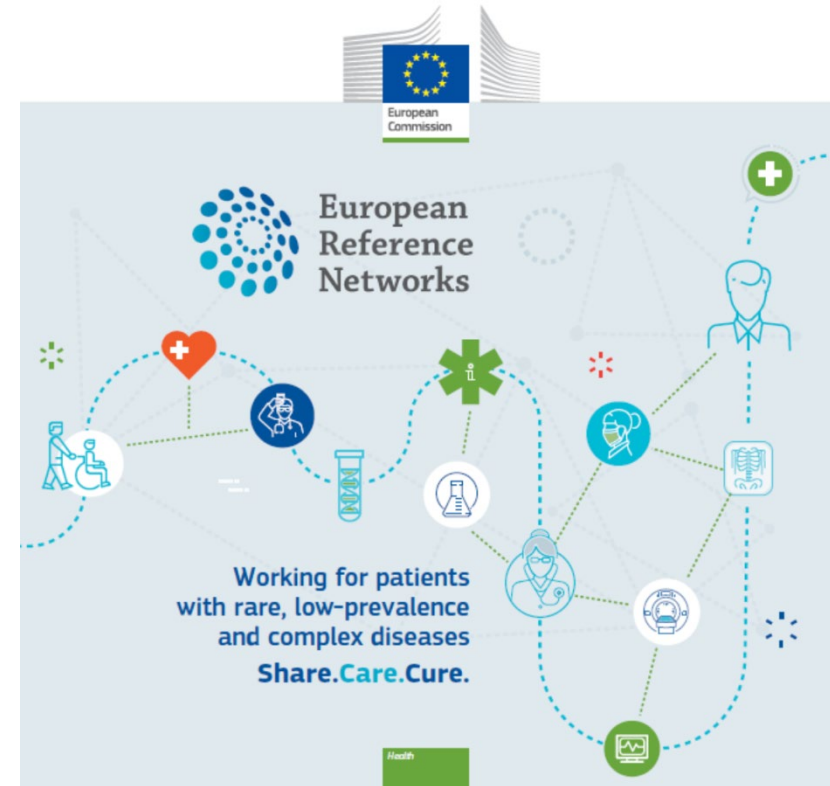 European
Commission
European
Reference
Networks
i
Working for patients
with rare, low-prevalence
and complex diseases
Share.Care.Cure.
Health